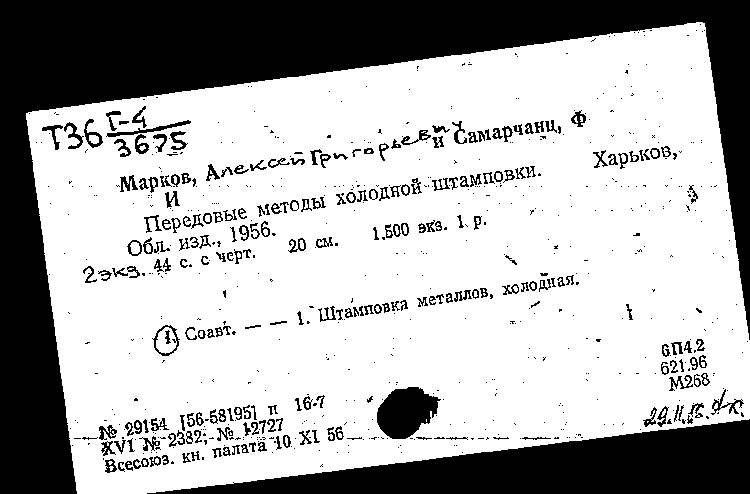 Т36 Г-4
3675
Марков, Алексей Григорьевич и Самарчанц, Ф
И
Передовые методы холодной штамповки. Харьков,
Обл. изд., 1956.
2 экз. 44 с. с черт. 20 см. 1.500 экз. 1 р.
1. Соавт. — — 1. Штамповка металлов, холодная.
6П4.2
621.96
М268
№ 29154 [56-58195] п 16-7
XVI № 2382; № 12727
Всесоюз. кн. палата 10 XI 56